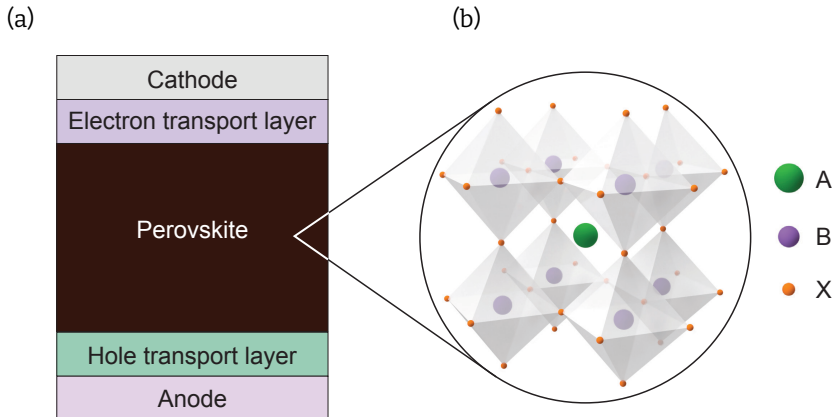 (a)
Cathode
Electron transport layer
Perovskite
Hole transport layer
Anode
(b)
A
B
X